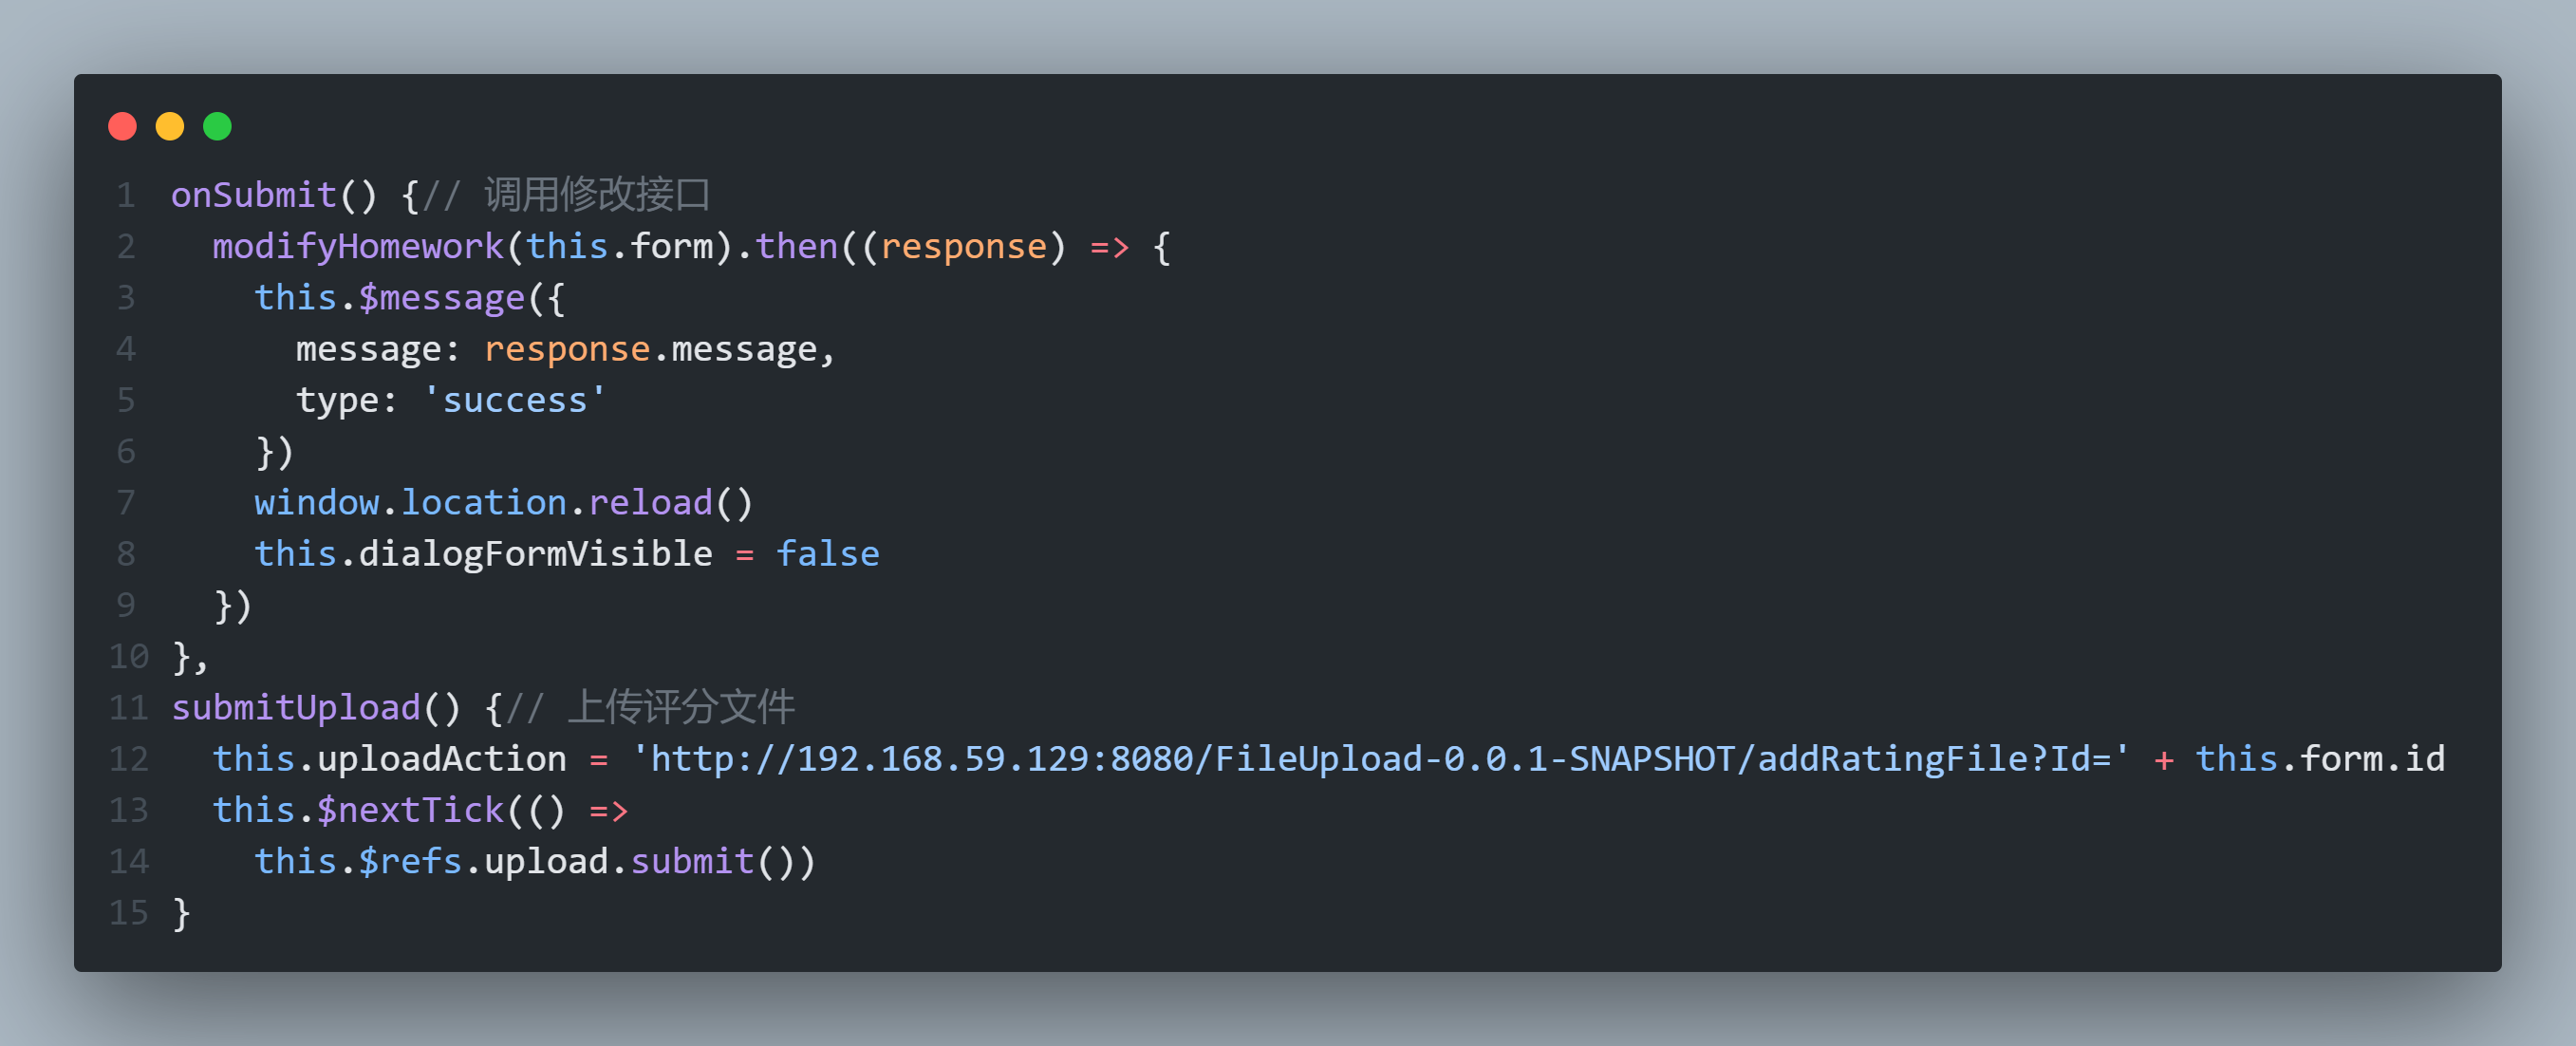 1 onSubmit() {// 调用修改接口
2   modifyHomework(this.form).then((response) => {
3     this.$message({
4       message: response.message,
5       type: 'success'
6     })
7     window.location.reload()
8     this.dialogFormVisible = false
9   })
10 },
11 submitUpload() {// 上传评分文件
12   this.uploadAction = 'http://192.168.59.129:8080/FileUpload-0.0.1-SNAPSHOT/addRatingFile?Id=' + this.form.id
13   this.$nextTick(() =>
14     this.$refs.upload.submit())
15 }